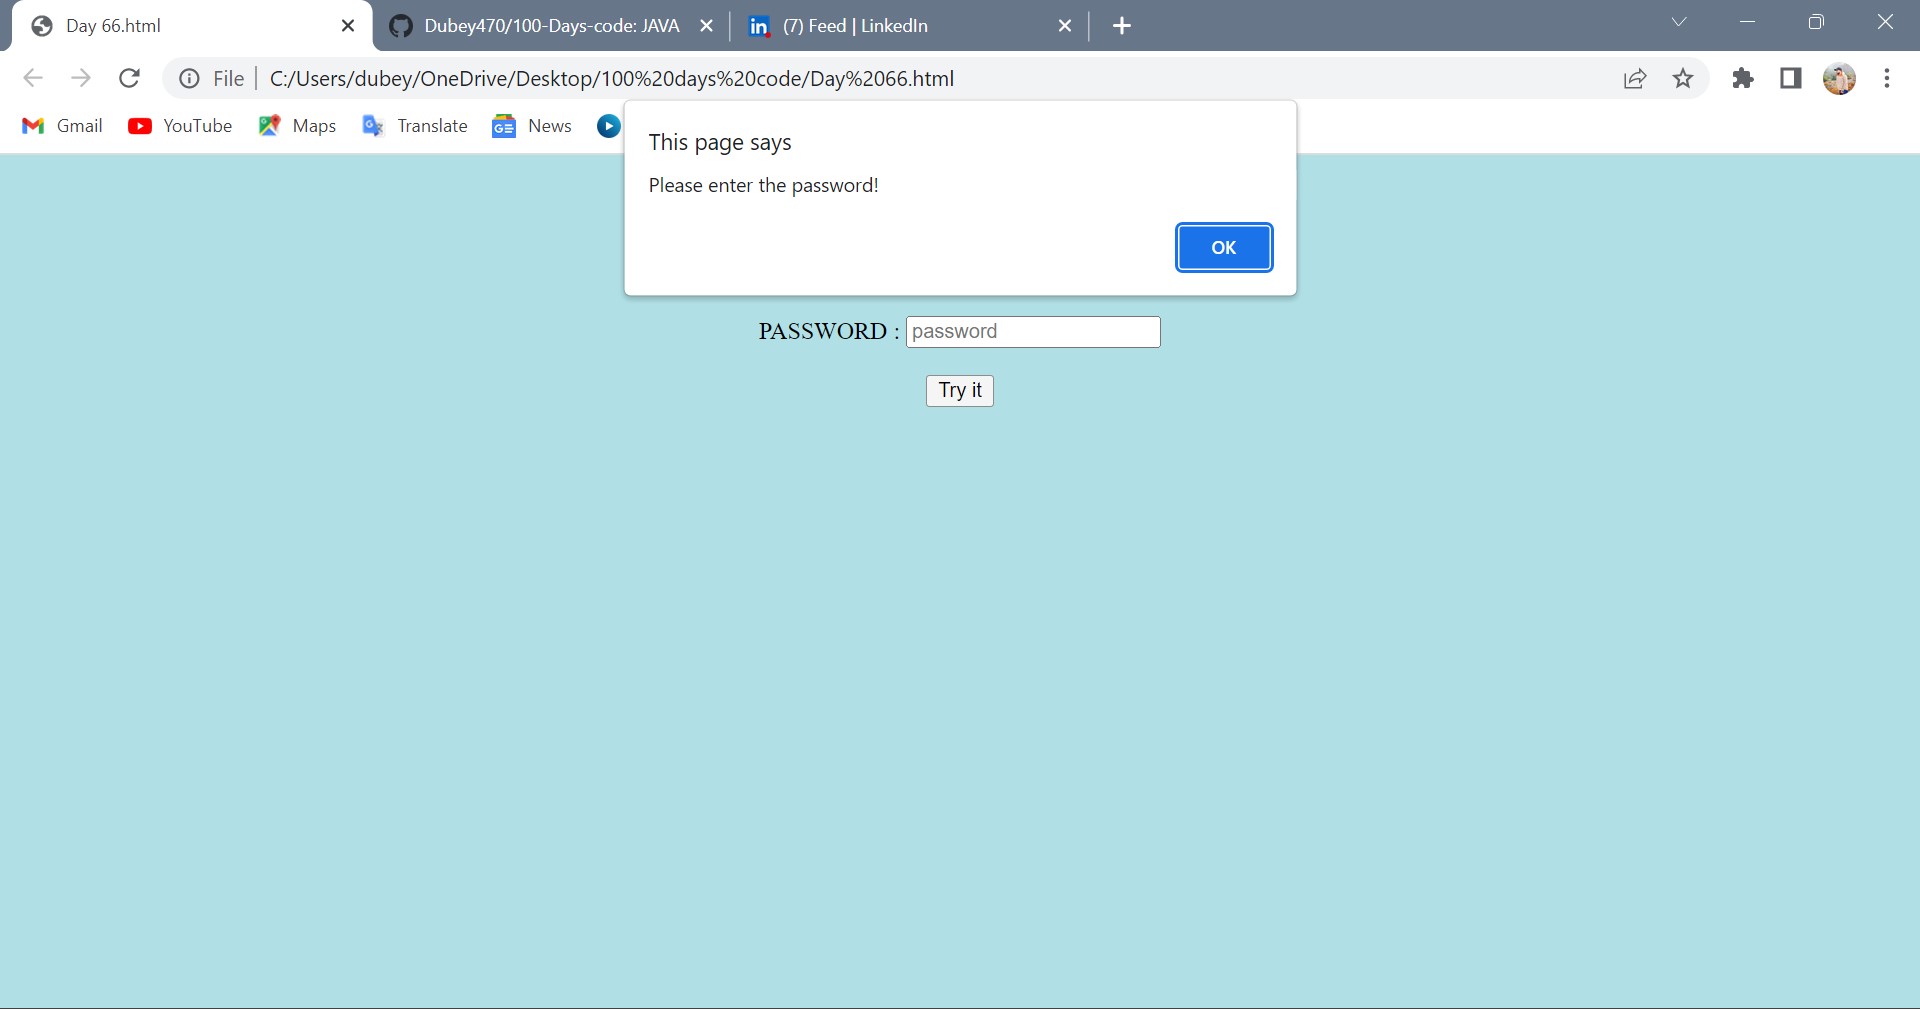 Day 66.html
Dubey470/100-Days-code: JAVA
in (7) Feed | LinkedIn
File C:/Users/dubey/OneDrive/Desktop/100%20days%20code/Day%2066.html
Gmail YouTube Maps Translate News
This page says
Please enter the password!
OK
PASSWORD : password
Try it